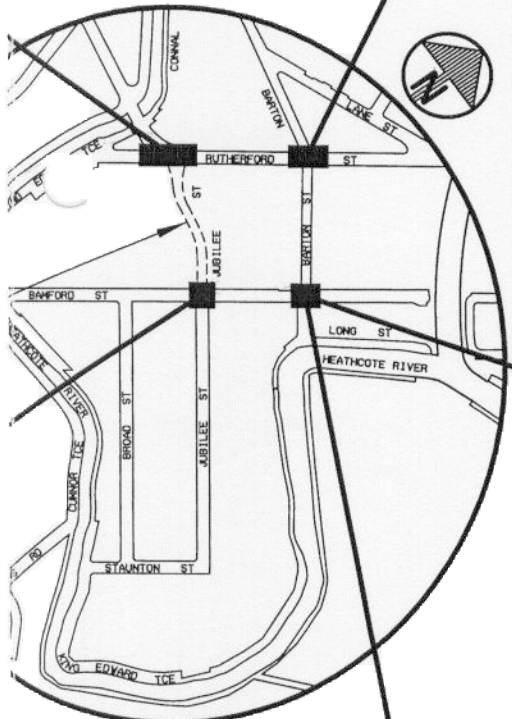 CONNAL
BARTON
LANE ST
N
TCE
RUTHERFORD ST
ST
JUBILEE
ST
BARTON
BAMFORD ST
LONG ST
HEATHCOTE RIVER
HEATHCOTE RIVER
BROAD ST
JUBILEE ST
CUMNOR TCE
RD
STAUNTON ST
KING EDWARD TCE